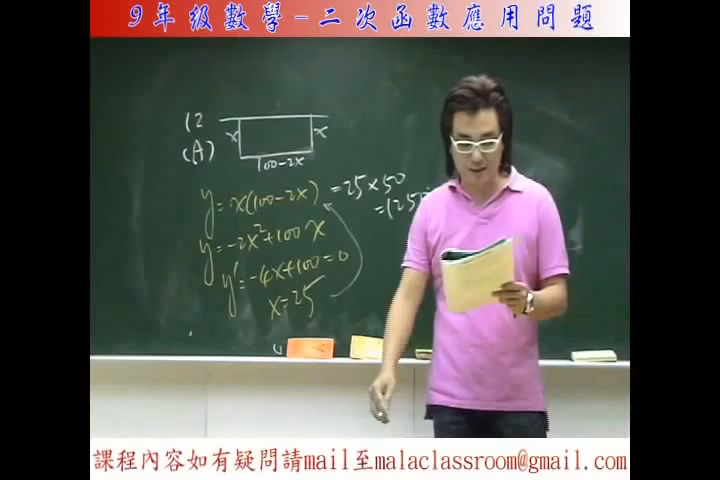 9年級數學-二次函數應用問題
12
(A)
x x
100-2x
y=x(100-2x) =25×50
=1250
y=-2x²+100x
y'=-4x+100=0
x=25
課程內容如有疑問請mail至malaclassroom@gmail.com